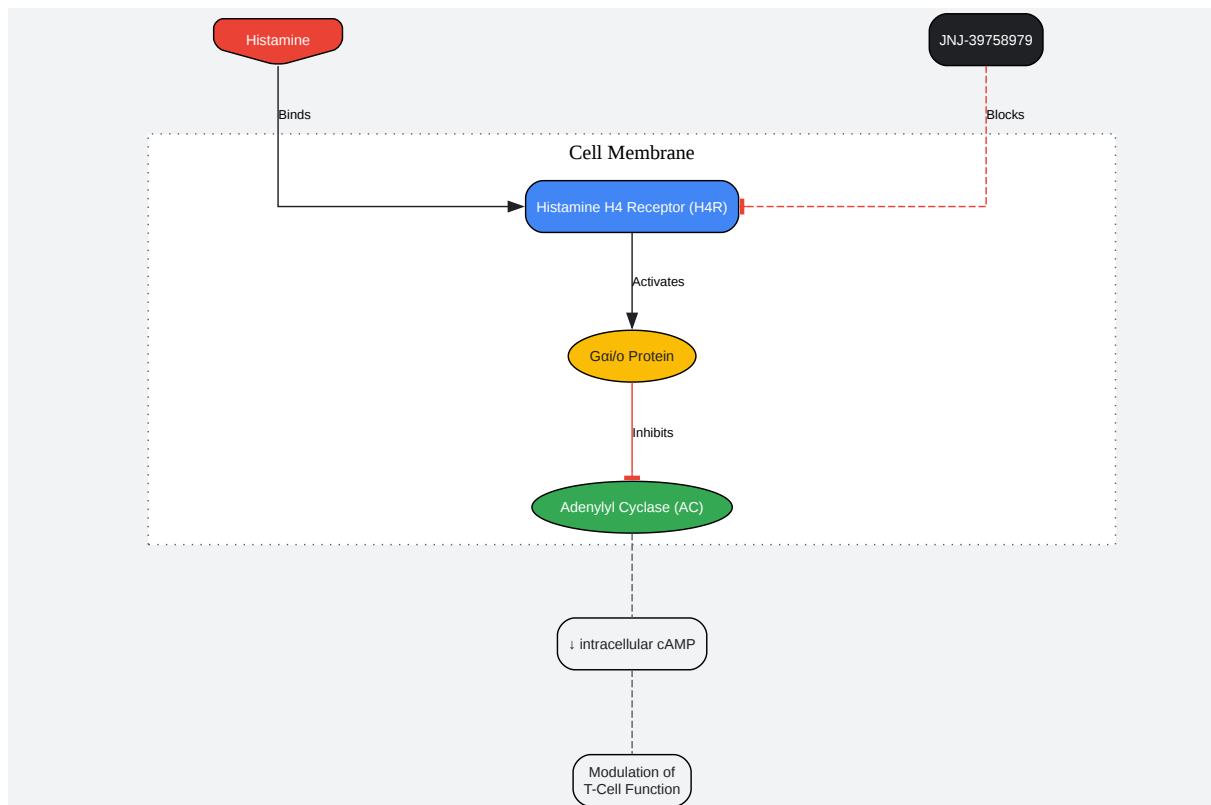 Histamine
JNJ-39758979
Binds
Blocks
Cell Membrane
Histamine H4 Receptor (H4R)
Activates
Gαi/o Protein
Inhibits
Adenylyl Cyclase (AC)
↓ intracellular cAMP
Modulation of
T-Cell Function